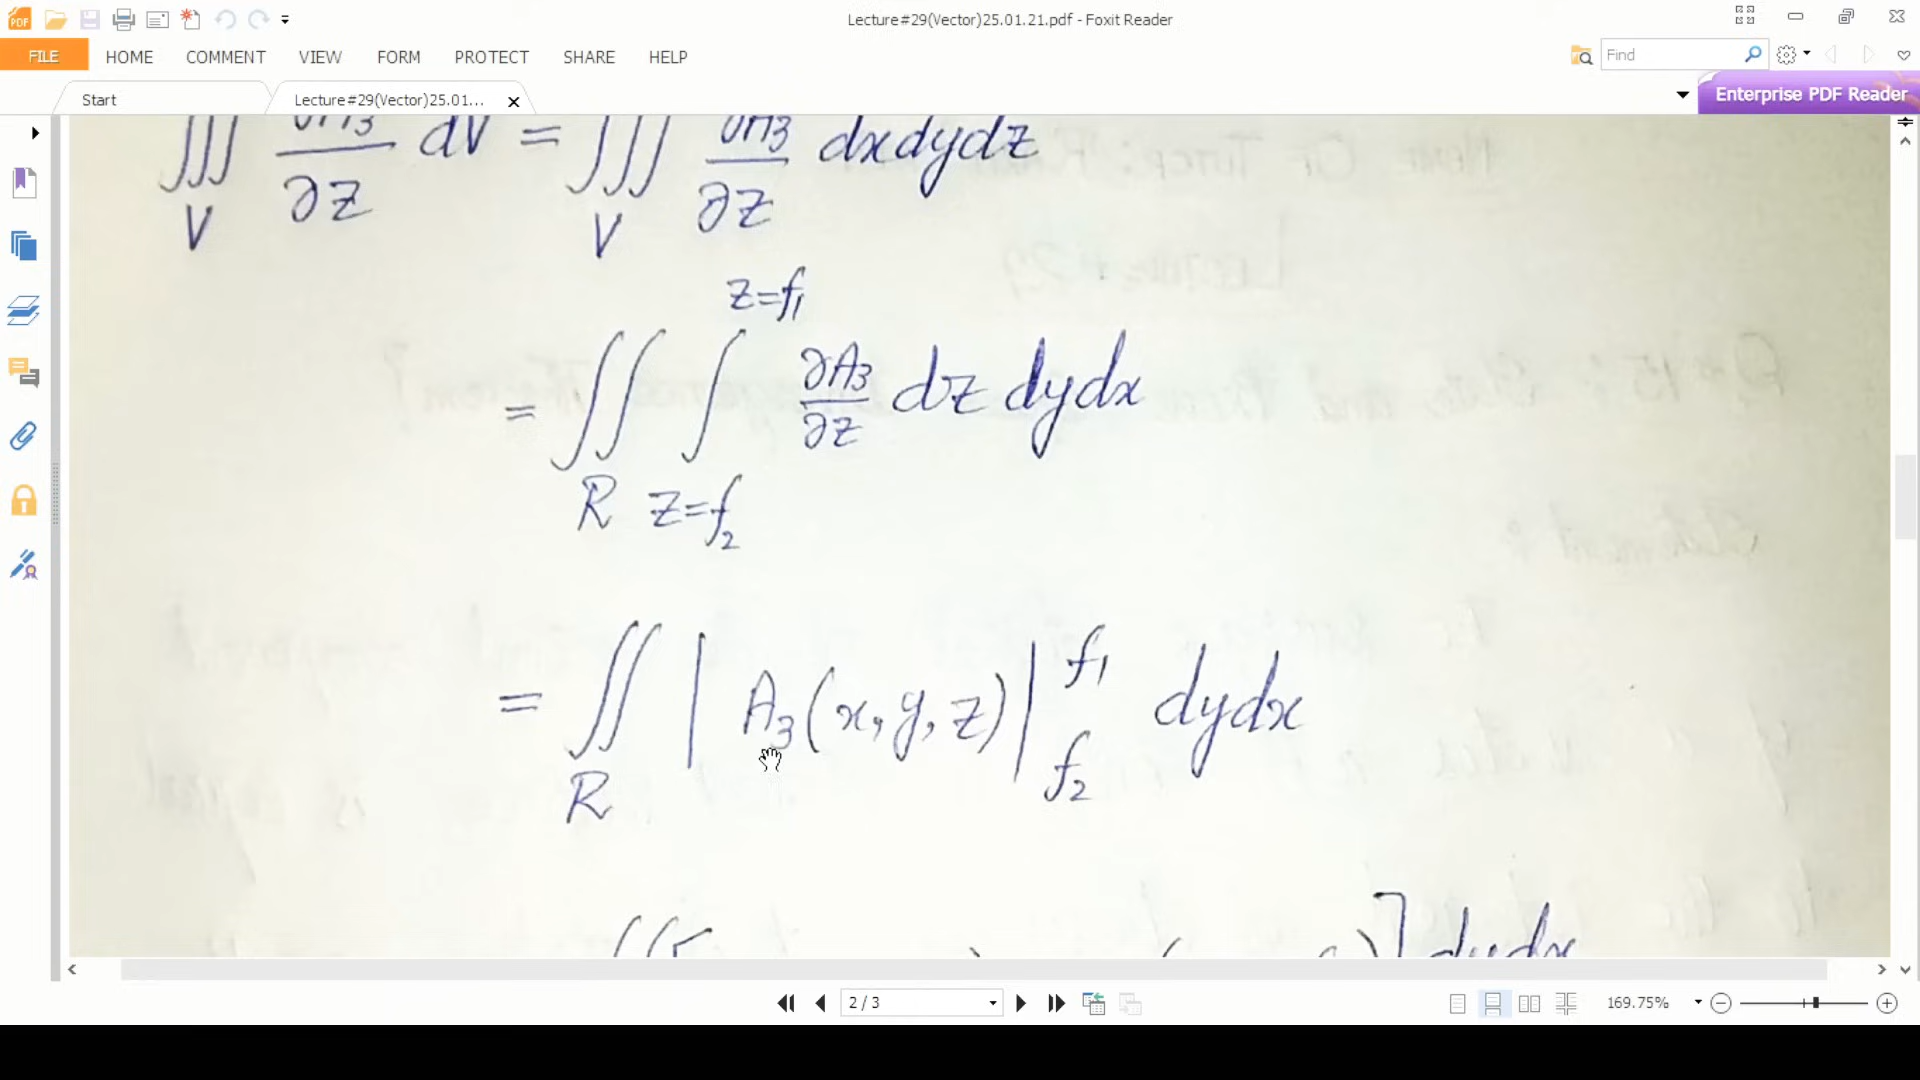 Lecture#29(Vector)25.01.21.pdf - Foxit Reader
FILE HOME COMMENT VIEW FORM PROTECT SHARE HELP Find
Start Lecture#29(Vector)25.01... Enterprise PDF Reader
∭ ∂A₃/∂z dV = ∭ ∂A₃/∂z dxdydz
V V
z=f₁
= ∬ ∫ ∂A₃/∂z dz dydx
R z=f₂
= ∬ | A₃(x,y,z) | f₁ f₂ dydx
R
] dydx
2 / 3 169.75%